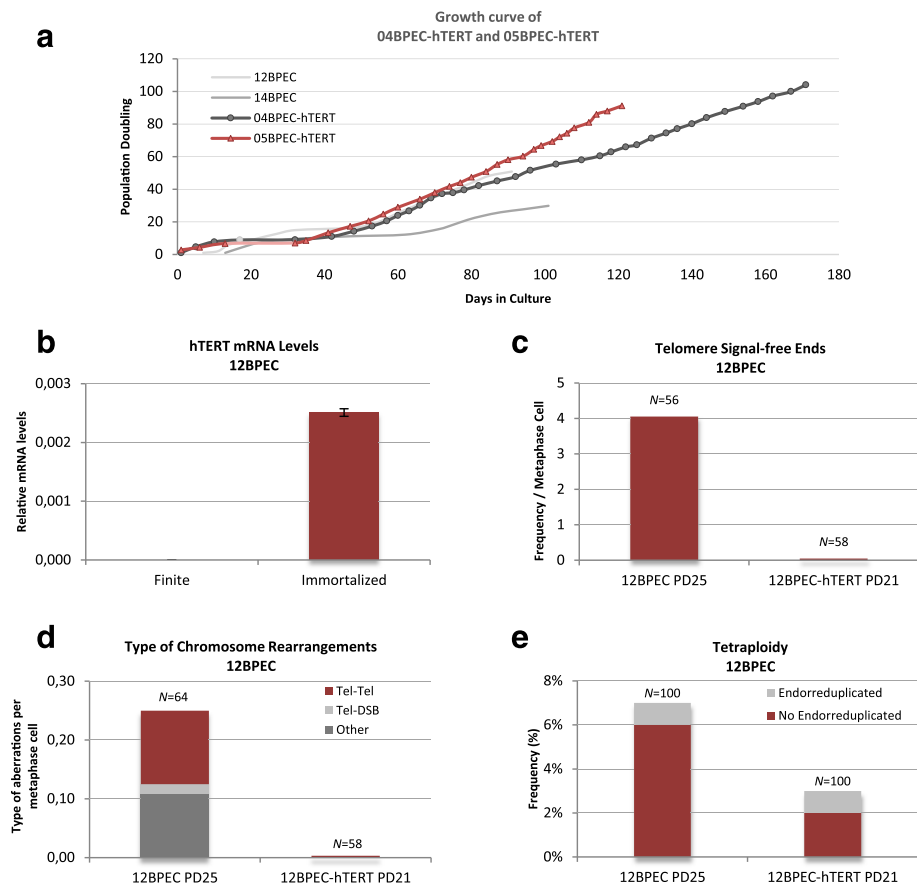 a
Growth curve of
04BPEC-hTERT and 05BPEC-hTERT
120
100
80
60
40
20
0
Population Doubling
12BPEC
14BPEC
04BPEC-hTERT
05BPEC-hTERT
0 20 40 60 80 100 120 140 160 180
Days in Culture
b
hTERT mRNA Levels
12BPEC
0,003
0,002
0,001
0,000
Relative mRNA levels
Finite Immortalized
c
Telomere Signal-free Ends
12BPEC
5
4
3
2
1
0
Frequency / Metaphase Cell
N=56
N=58
12BPEC PD25 12BPEC-hTERT PD21
d
Type of Chromosome Rearrangements
12BPEC
0,30
0,20
0,10
0,00
Type of aberrations per
metaphase cell
N=64
Tel-Tel
Tel-DSB
Other
N=58
12BPEC PD25 12BPEC-hTERT PD21
e
Tetraploidy
12BPEC
8%
6%
4%
2%
0%
Frequency (%)
N=100
Endorreduplicated
No Endorreduplicated
N=100
12BPEC PD25 12BPEC-hTERT PD21